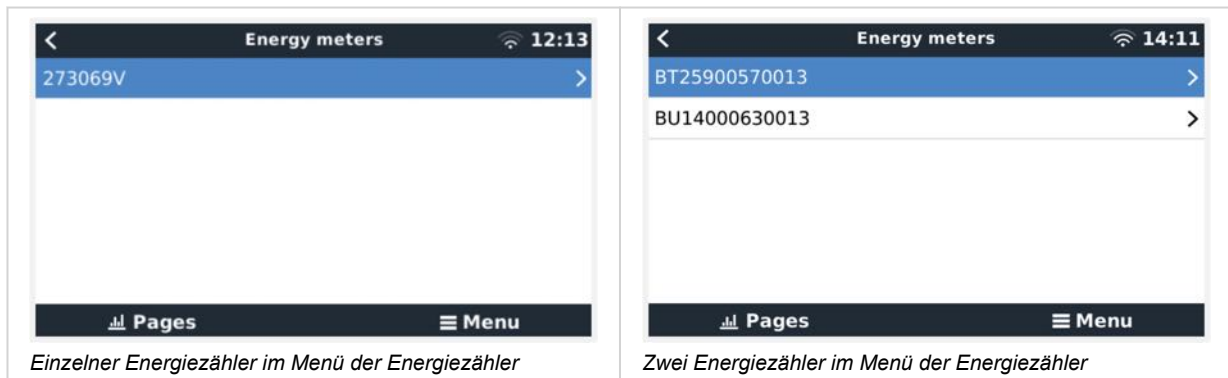 Energy meters 12:13
273069V
Pages Menu
Einzelner Energiezähler im Menü der Energiezähler
Energy meters 14:11
BT25900570013
BU14000630013
Pages Menu
Zwei Energiezähler im Menü der Energiezähler